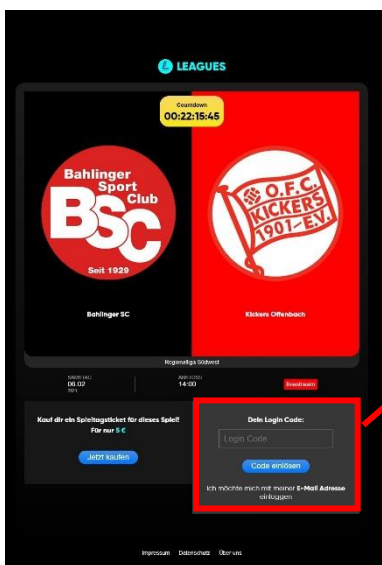 LEAGUES
Countdown
00:22:15:45
Bahlinger
Sport
Club
BSC
Seit 1929
O.F.C.
KICKERS
1901-E.V.
Bahlinger SC
Kickers Offenbach
Regionalliga Südwest
06.02
14:00
Livestream
Kauf dir ein Spieltagsticket für dieses Spiel!
Für nur 5 €
Jetzt kaufen
Dein Login Code:
Login Code
Code einlösen
Ich möchte mich mit meiner E-Mail Adresse
einloggen
Impressum Datenschutz Über uns